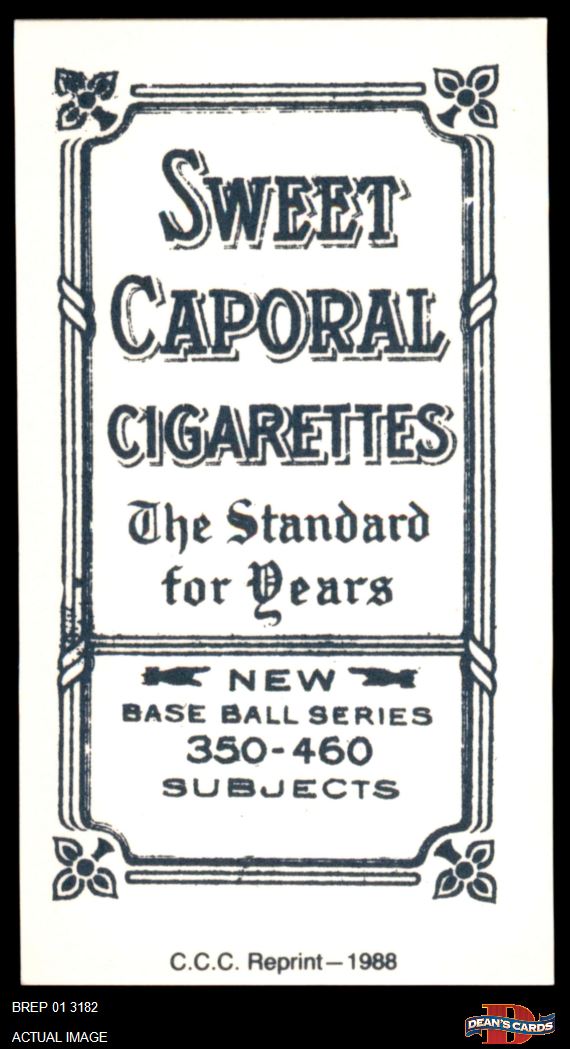 SWEET
CAPORAL
CIGARETTES
The Standard
for Years
NEW
BASE BALL SERIES
350-460
SUBJECTS
C.C.C. Reprint—1988
BREP 01 3182
ACTUAL IMAGE
D
DEAN'S CARDS